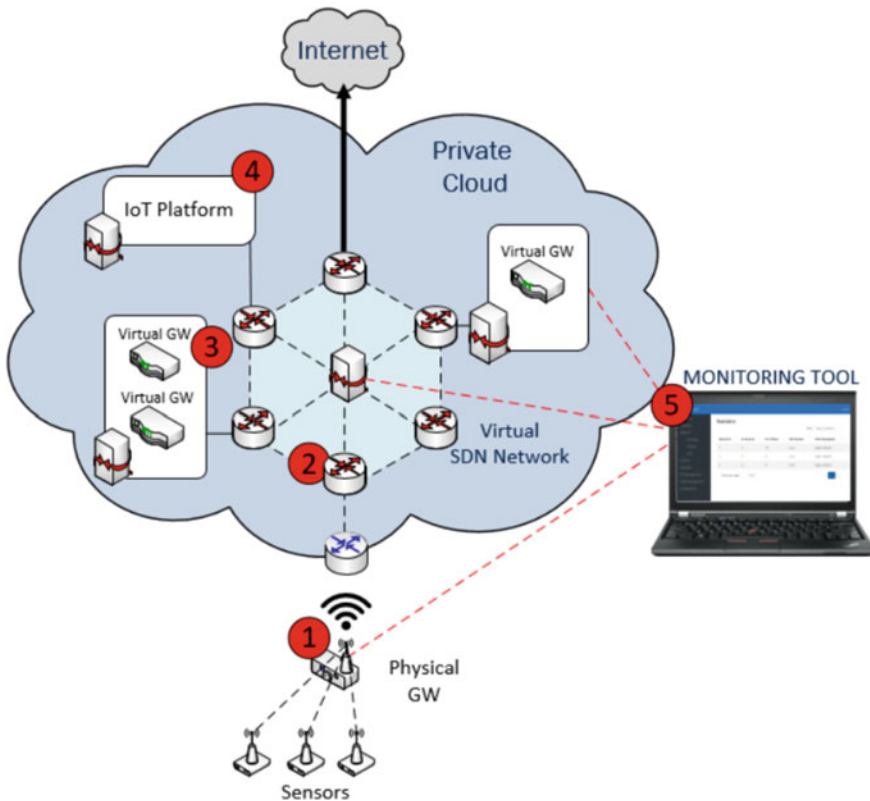 Internet
Private
Cloud
4
IoT Platform
Virtual GW
Virtual GW
3
Virtual GW
5
MONITORING TOOL
Virtual
SDN Network
2
1
Physical
GW
Sensors